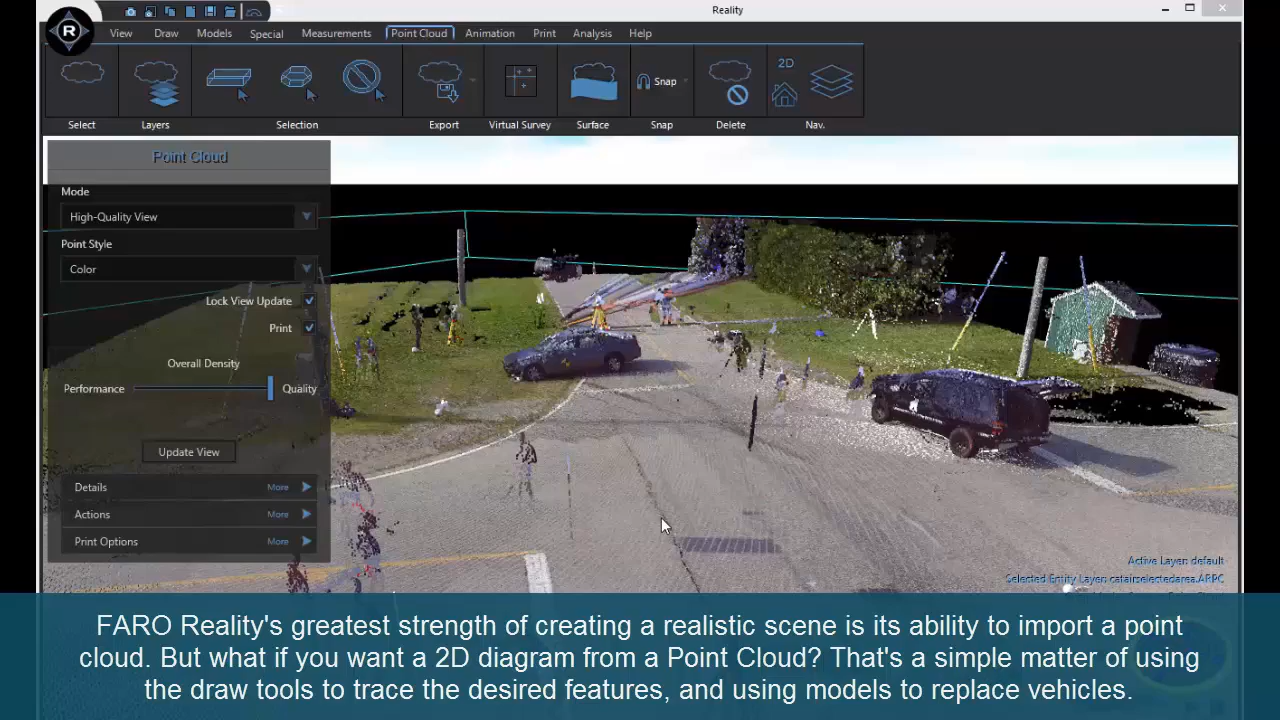 Reality
R
View Draw Models Special Measurements Point Cloud Animation Print Analysis Help
2D
Snap
Select Layers Selection Export Virtual Survey Surface Snap Delete Nav.
Point Cloud
Mode
High-Quality View
Point Style
Color
Lock View Update
Print
Overall Density
Performance Quality
Update View
Details More
Actions More
Print Options More
Active Layer: default
Selected Entity Layer: catairselectedarea.ARPC
FARO Reality's greatest strength of creating a realistic scene is its ability to import a point
cloud. But what if you want a 2D diagram from a Point Cloud? That's a simple matter of using
the draw tools to trace the desired features, and using models to replace vehicles.